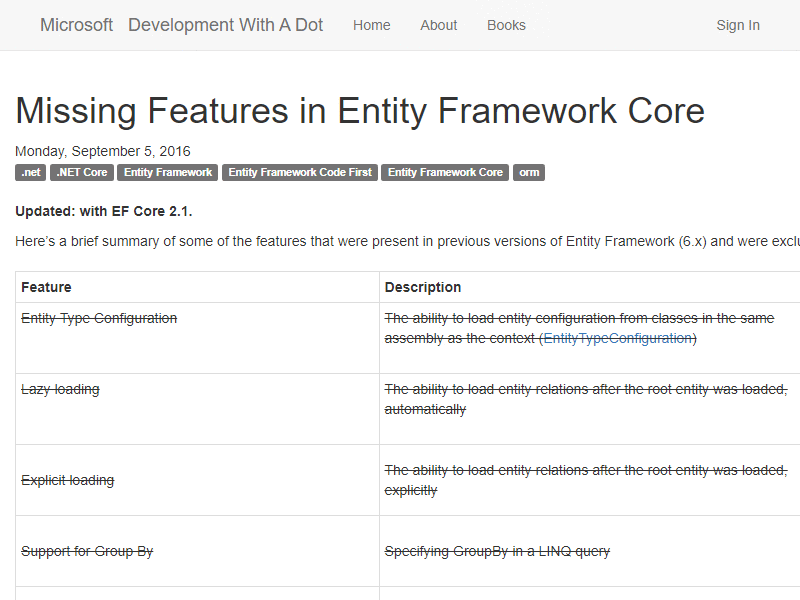 Microsoft Development With A Dot Home About Books Sign In
Missing Features in Entity Framework Core
Monday, September 5, 2016
.net .NET Core Entity Framework Entity Framework Code First Entity Framework Core orm
Updated: with EF Core 2.1.
Here's a brief summary of some of the features that were present in previous versions of Entity Framework (6.x) and were
Feature Description
Entity Type Configuration The ability to load entity configuration from classes in the same
assembly as the context (EntityTypeConfiguration)
Lazy loading The ability to load entity relations after the root entity was loaded,
automatically
Explicit loading The ability to load entity relations after the root entity was loaded,
explicitly
Support for Group By Specifying GroupBy in a LINQ query